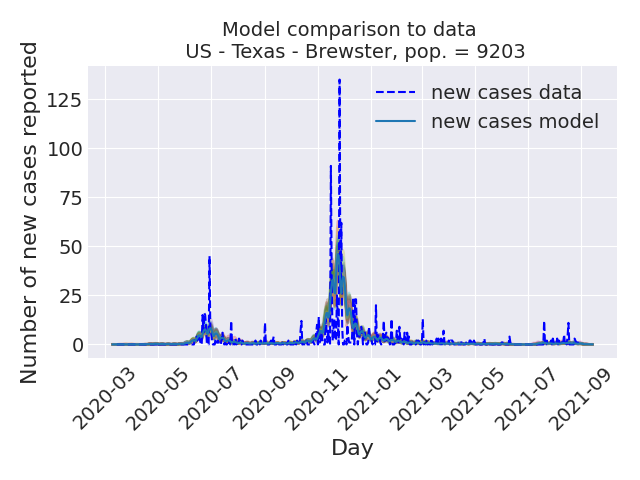 Model comparison to data
US - Texas - Brewster, pop. = 9203
Number of new cases reported
125
100
75
50
25
0
new cases data
new cases model
2020-03
2020-05
2020-07
2020-09
2020-11
2021-01
2021-03
2021-05
2021-07
2021-09
Day